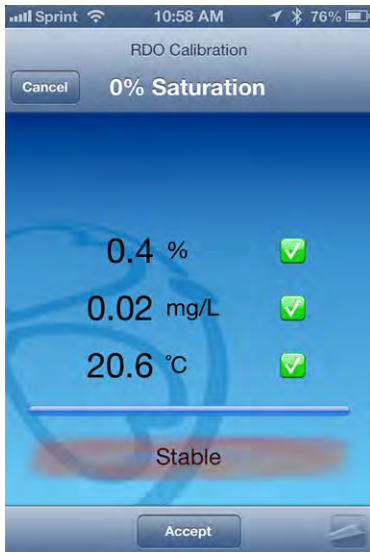 Sprint 10:58 AM 76%
RDO Calibration
Cancel 0% Saturation
0.4 %
0.02 mg/L
20.6 °C
Stable
Accept